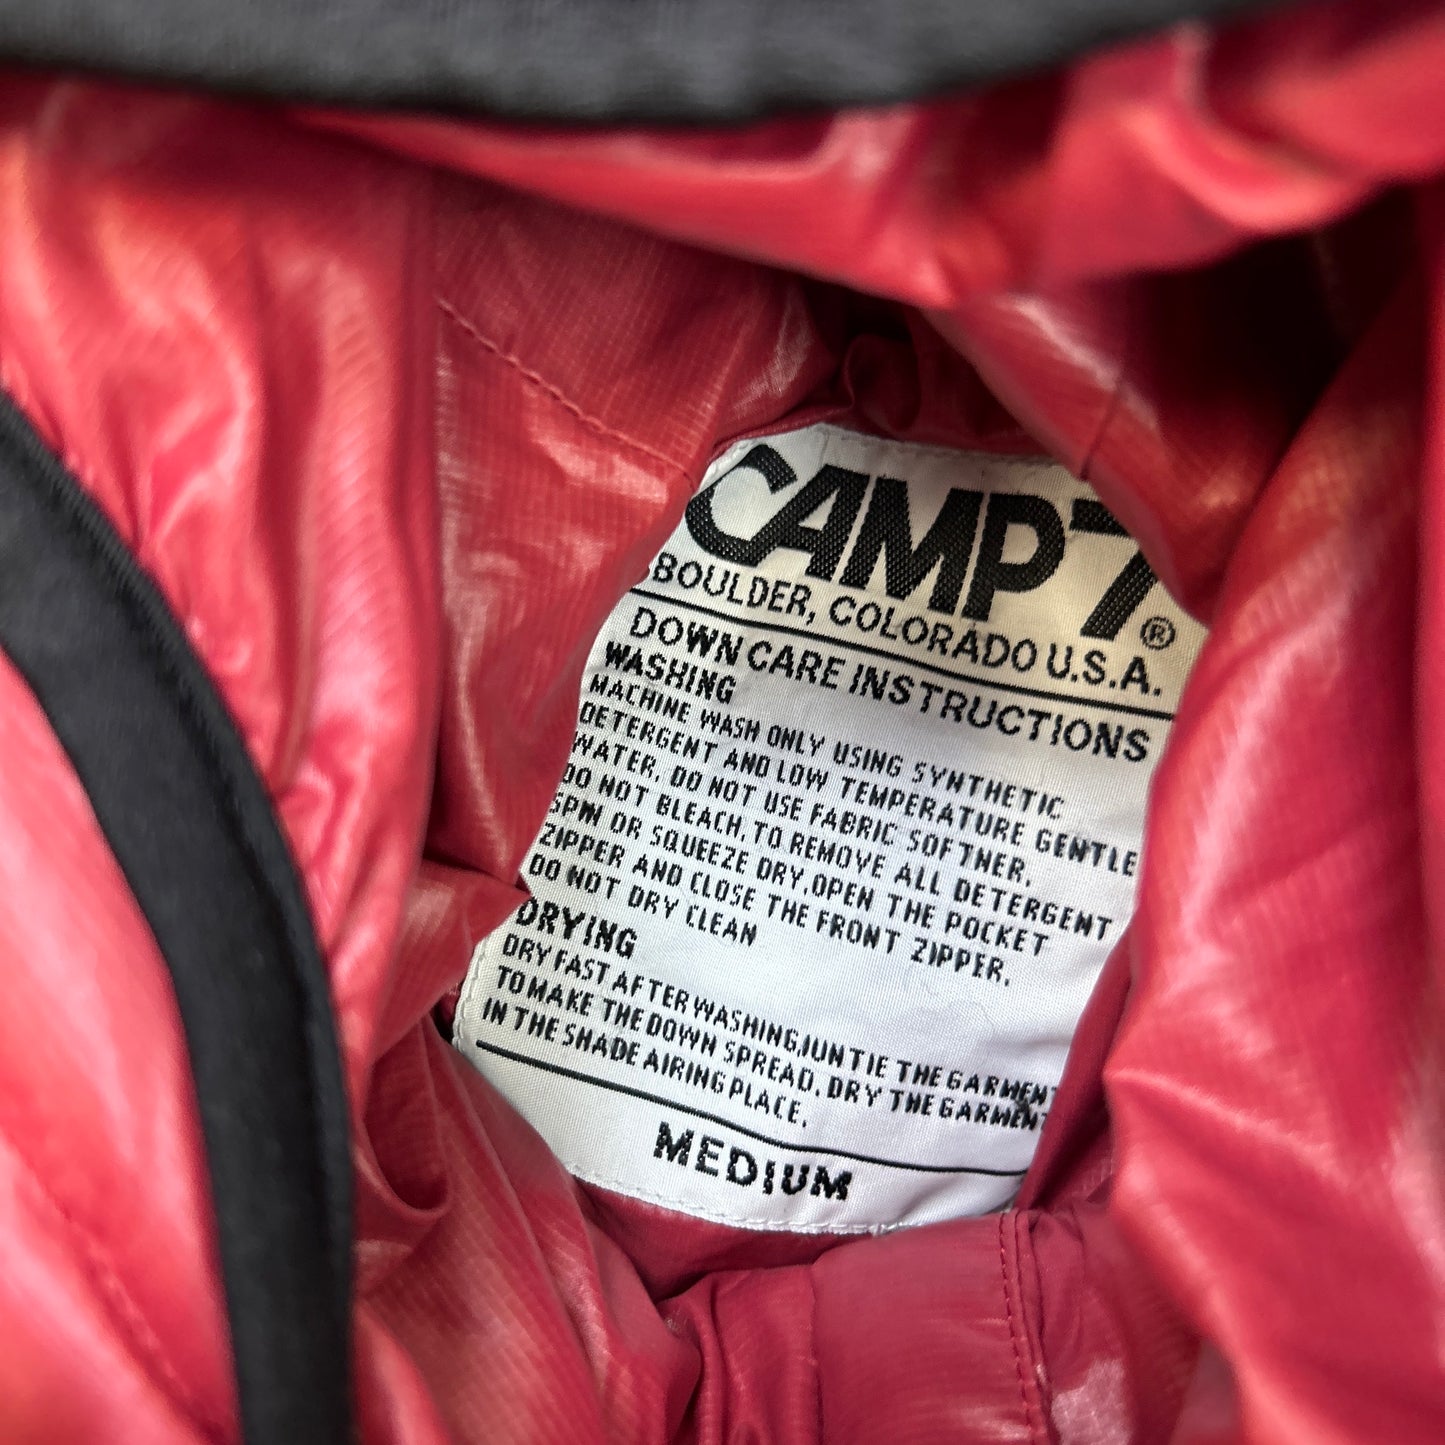 CAMP7®
BOULDER, COLORADO U.S.A.
DOWN CARE INSTRUCTIONS
WASHING
MACHINE WASH ONLY USING SYNTHETIC
DETERGENT AND LOW TEMPERATURE GENTLE
WATER, DO NOT USE FABRIC SOFTNER.
DO NOT BLEACH, TO REMOVE ALL DETERGENT
SPIN OR SQUEEZE DRY. OPEN THE POCKET
ZIPPER AND CLOSE THE FRONT ZIPPER.
DO NOT DRY CLEAN
DRYING
DRY FAST AFTER WASHING,IUNTIE THE GARMENT
TO MAKE THE DOWN SPREAD. DRY THE GARMENT
IN THE SHADE AIRING PLACE.
MEDIUM